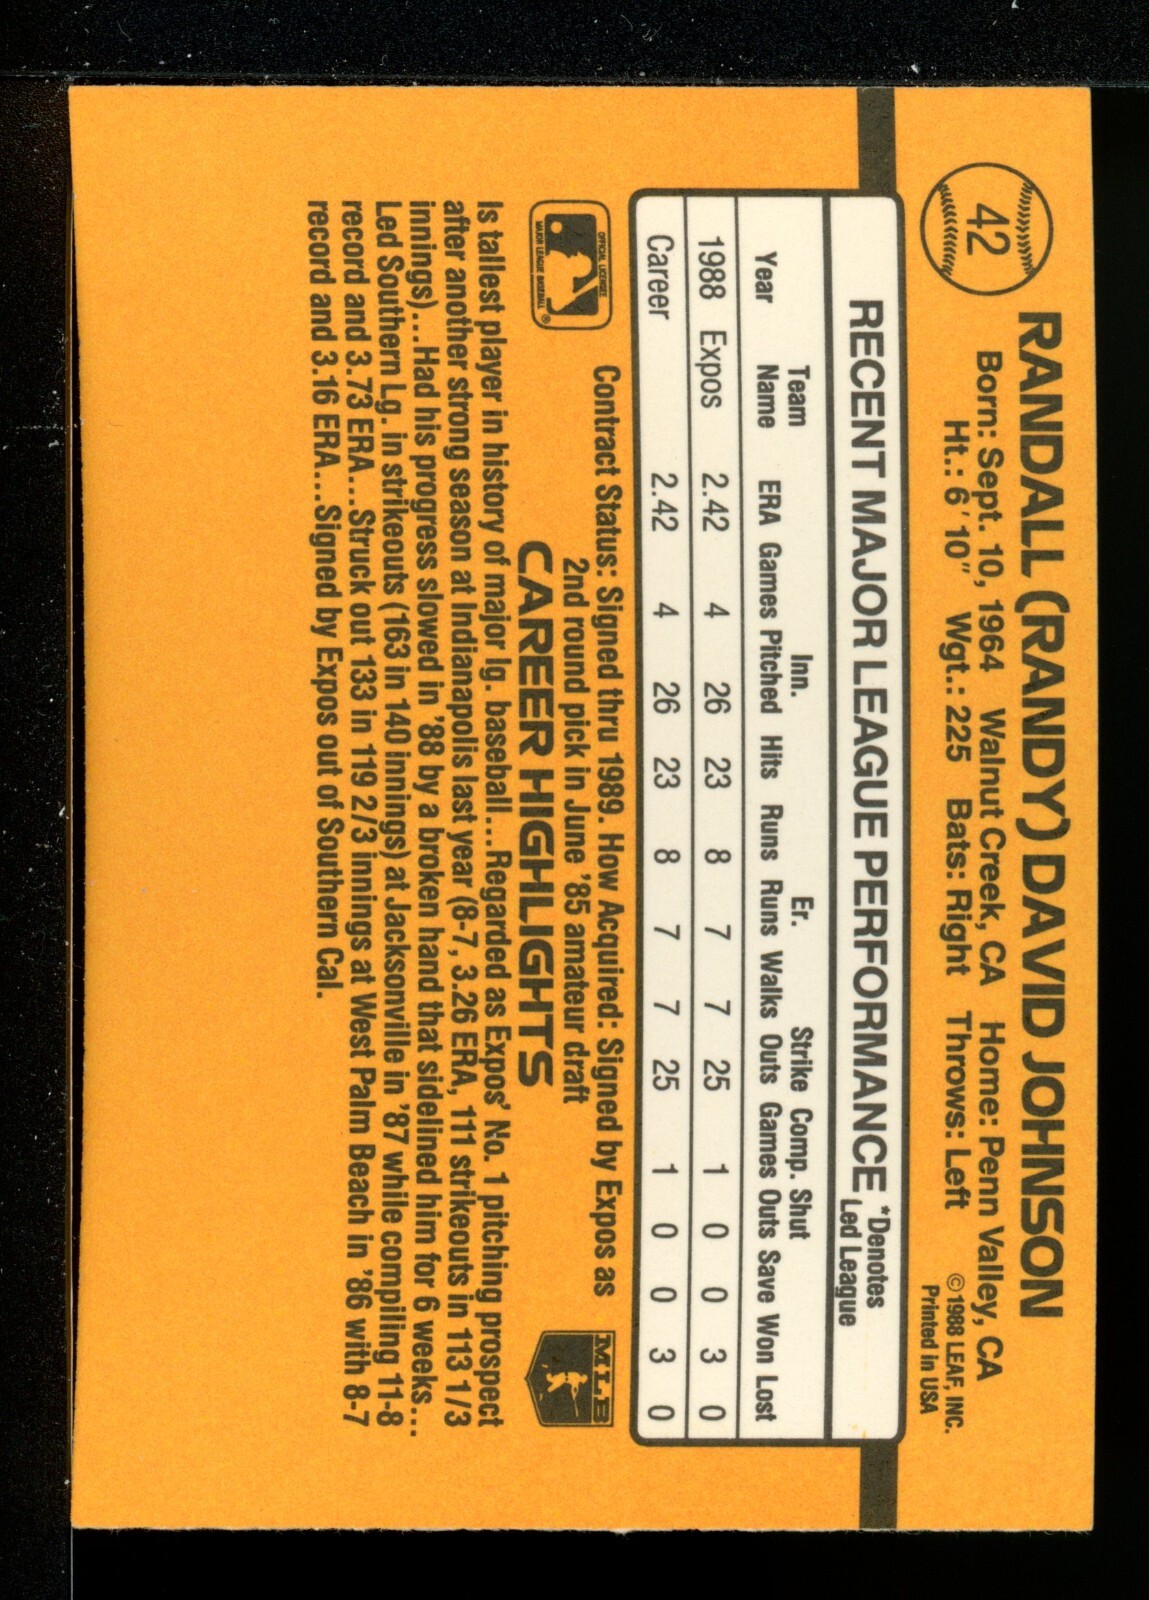 42
RANDALL (RANDY) DAVID JOHNSON
Born: Sept. 10, 1964 Walnut Creek, CA Home: Penn Valley, CA
Ht.: 6' 10" Wgt.: 225 Bats: Right Throws: Left
© 1988 LEAF, INC.
Printed in USA
RECENT MAJOR LEAGUE PERFORMANCE *Denotes
Led League
Team Inn. Er. Strike Comp. Shut
Year Name ERA Games Pitched Hits Runs Runs Walks Outs Games Outs Save Won Lost
1988 Expos 2.42 4 26 23 8 7 7 25 1 0 0 3 0
Career 2.42 4 26 23 8 7 7 25 1 0 0 3 0
OFFICIAL LICENSEE
MAJOR LEAGUE BASEBALL ®
Contract Status: Signed thru 1989. How Acquired: Signed by Expos as
2nd round pick in June '85 amateur draft
MLB
CAREER HIGHLIGHTS
Is tallest player in history of major lg. baseball...Regarded as Expos' No. 1 pitching prospect
after another strong season at Indianapolis last year (8-7, 3.26 ERA, 111 strikeouts in 113 1/3
innings)...Had his progress slowed in '88 by a broken hand that sidelined him for 6 weeks...
Led Southern Lg. in strikeouts (163 in 140 innings) at Jacksonville in '87 while compiling 11-8
record and 3.73 ERA...Struck out 133 in 119 2/3 innings at West Palm Beach in '86 with 8-7
record and 3.16 ERA...Signed by Expos out of Southern Cal.